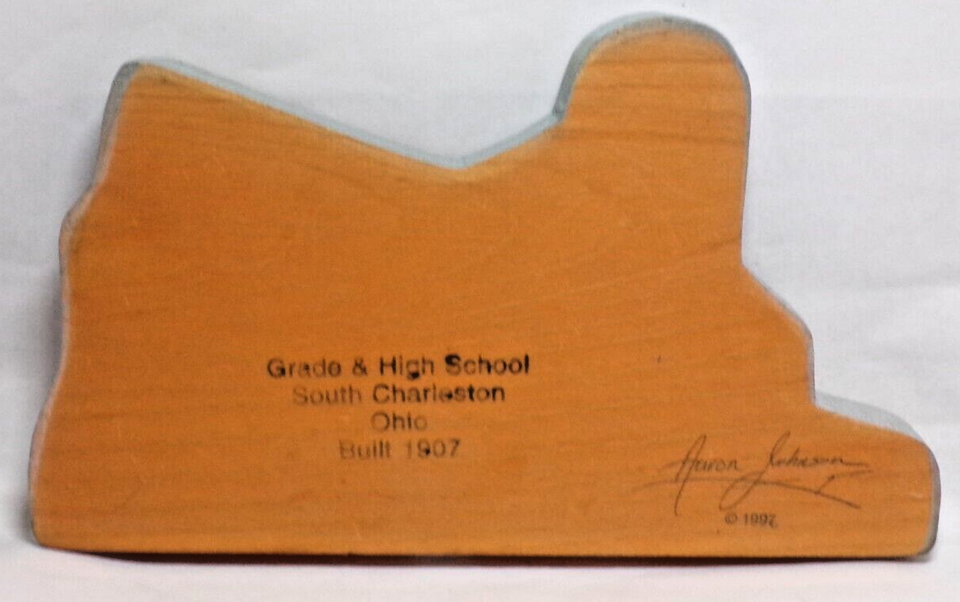 Grade & High School
South Charleston
Ohio
Built 1907
Aaron Johnson
© 1997